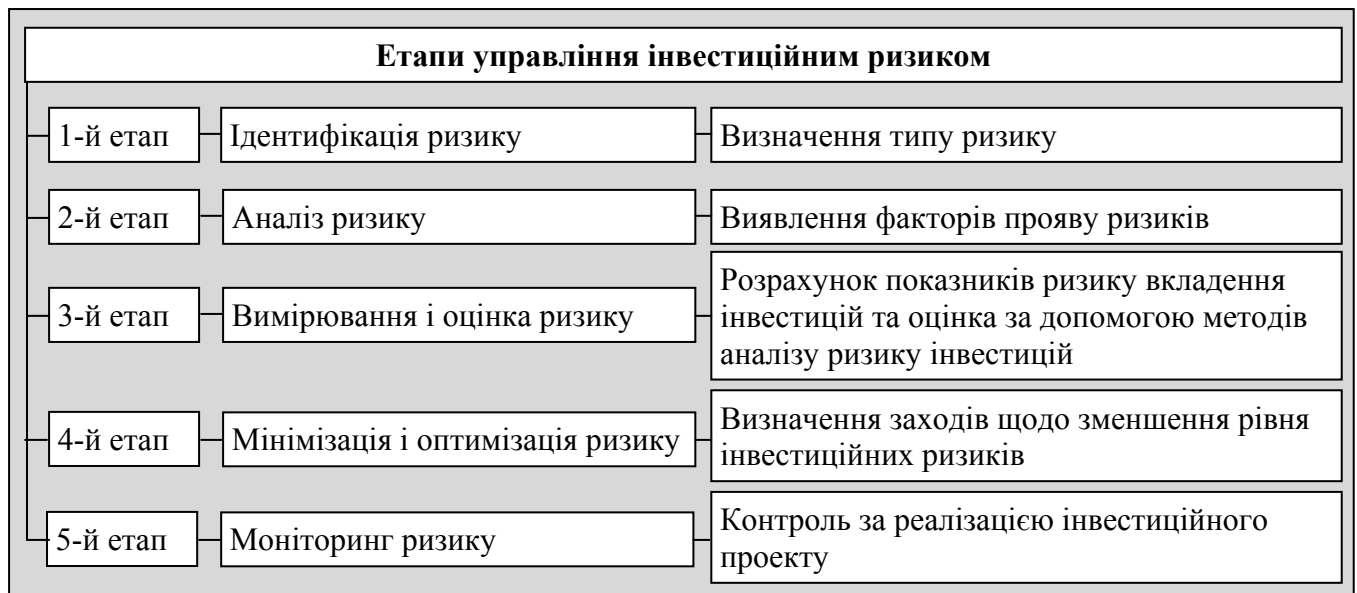 Етапи управління інвестиційним ризиком
1-й етап
Ідентифікація ризику
Визначення типу ризику
2-й етап
Аналіз ризику
Виявлення факторів прояву ризиків
3-й етап
Вимірювання і оцінка ризику
Розрахунок показників ризику вкладення
інвестицій та оцінка за допомогою методів
аналізу ризику інвестицій
4-й етап
Мінімізація і оптимізація ризику
Визначення заходів щодо зменшення рівня
інвестиційних ризиків
5-й етап
Моніторинг ризику
Контроль за реалізацією інвестиційного
проекту